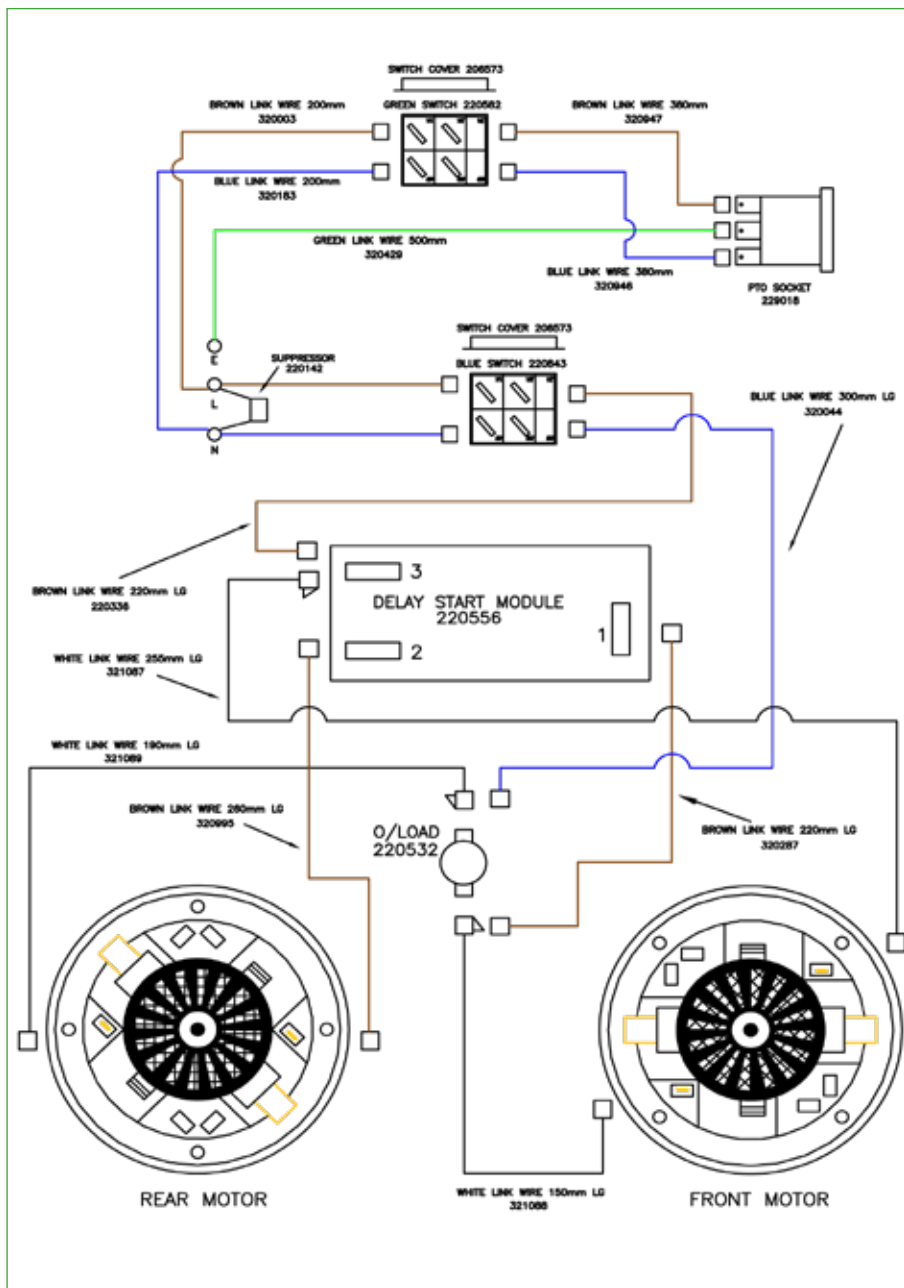 SWITCH COVER 206573
BROWN LINK WIRE 200mm
320003
GREEN SWITCH 220582
BROWN LINK WIRE 380mm
320947
BLUE LINK WIRE 200mm
320183
GREEN LINK WIRE 500mm
320429
BLUE LINK WIRE 380mm
320946
PTO SOCKET
229018
E
SUPPRESSOR
220142
L
N
SWITCH COVER 206573
BLUE SWITCH 220843
BLUE LINK WIRE 300mm LG
320044
3
DELAY START MODULE
220556
1
2
BROWN LINK WIRE 220mm LG
220336
WHITE LINK WIRE 255mm LG
321087
WHITE LINK WIRE 190mm LG
321089
BROWN LINK WIRE 260mm LG
320995
O/LOAD
220532
BROWN LINK WIRE 220mm LG
320287
WHITE LINK WIRE 150mm LG
321088
REAR MOTOR
FRONT MOTOR